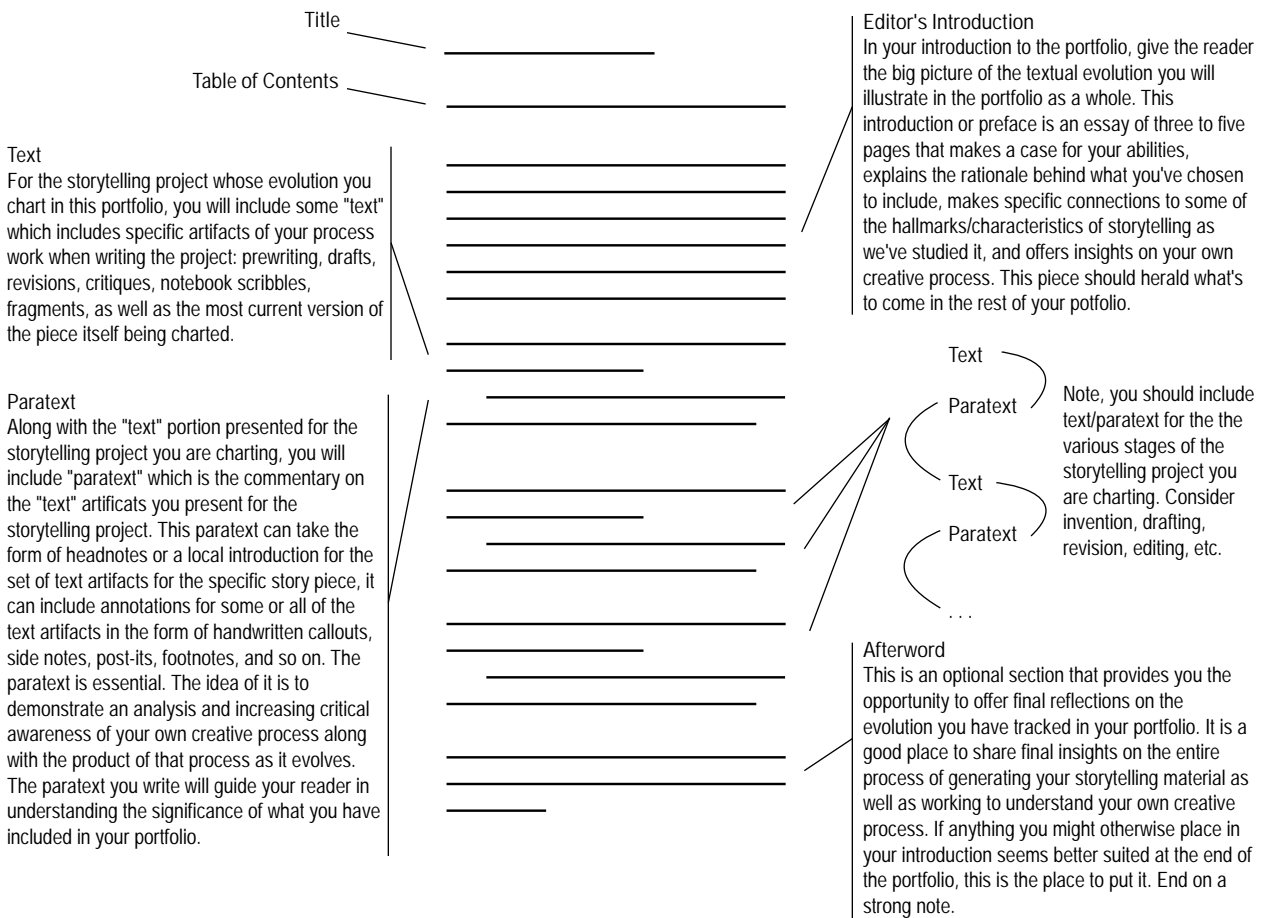 Title
Table of Contents
Text
For the storytelling project whose evolution you
chart in this portfolio, you will include some "text"
which includes specific artifacts of your process
work when writing the project: prewriting, drafts,
revisions, critiques, notebook scribbles,
fragments, as well as the most current version of
the piece itself being charted.
Paratext
Along with the "text" portion presented for the
storytelling project you are charting, you will
include "paratext" which is the commentary on
the "text" artificats you present for the
storytelling project. This paratext can take the
form of headnotes or a local introduction for the
set of text artifacts for the specific story piece, it
can include annotations for some or all of the
text artifacts in the form of handwritten callouts,
side notes, post-its, footnotes, and so on. The
paratext is essential. The idea of it is to
demonstrate an analysis and increasing critical
awareness of your own creative process along
with the product of that process as it evolves.
The paratext you write will guide your reader in
understanding the significance of what you have
included in your portfolio.
Editor's Introduction
In your introduction to the portfolio, give the reader
the big picture of the textual evolution you will
illustrate in the portfolio as a whole. This
introduction or preface is an essay of three to five
pages that makes a case for your abilities,
explains the rationale behind what you've chosen
to include, makes specific connections to some of
the hallmarks/characteristics of storytelling as
we've studied it, and offers insights on your own
creative process. This piece should herald what's
to come in the rest of your potfolio.
Text
Paratext
Text
Paratext
. . .
Note, you should include
text/paratext for the the
various stages of the
storytelling project you
are charting. Consider
invention, drafting,
revision, editing, etc.
Afterword
This is an optional section that provides you the
opportunity to offer final reflections on the
evolution you have tracked in your portfolio. It is a
good place to share final insights on the entire
process of generating your storytelling material as
well as working to understand your own creative
process. If anything you might otherwise place in
your introduction seems better suited at the end of
the portfolio, this is the place to put it. End on a
strong note.